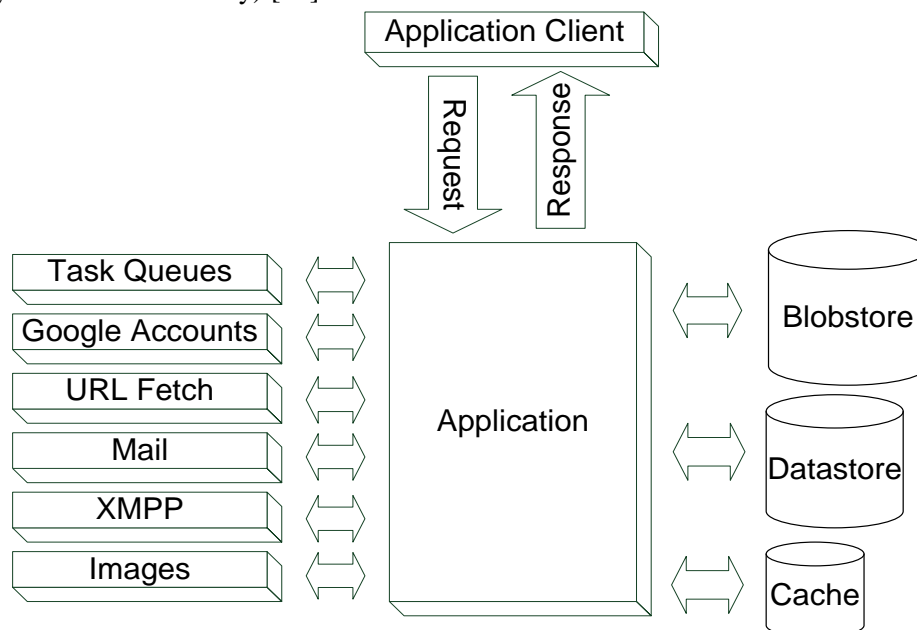 Application Client
Request
Response
Task Queues
Google Accounts
URL Fetch
Mail
XMPP
Images
Application
Blobstore
Datastore
Cache